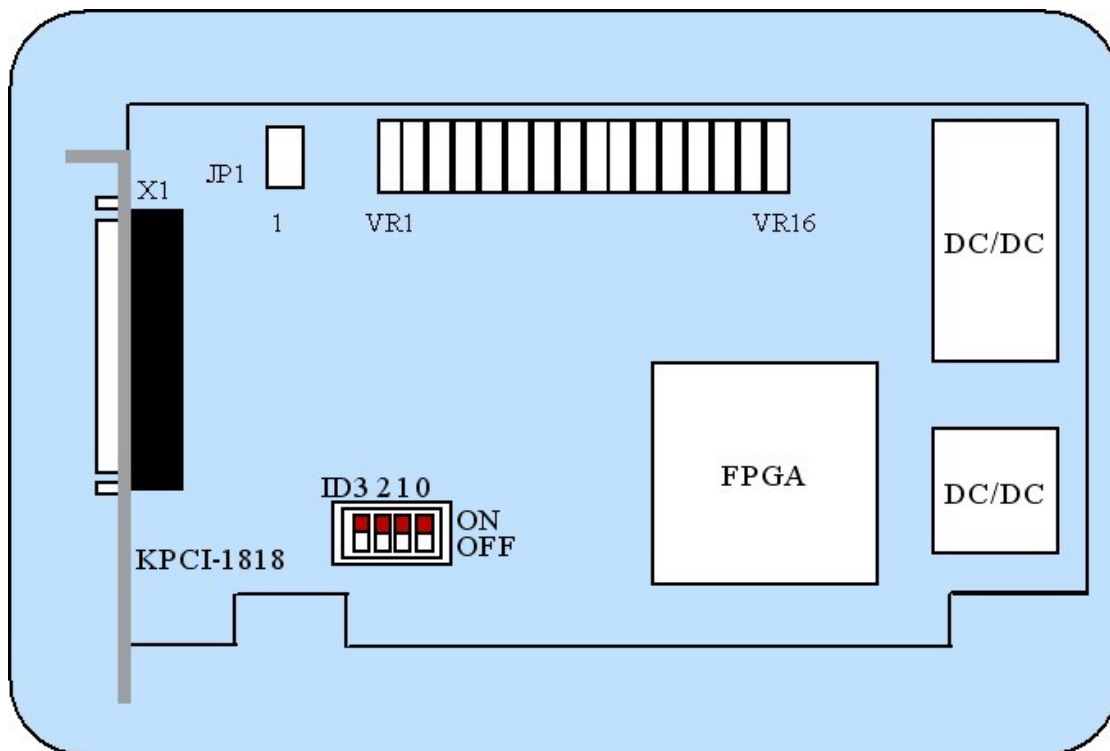 X1
JP1
1
VR1
VR16
DC/DC
FPGA
DC/DC
ID3 2 1 0
ON
OFF
KPCI-1818